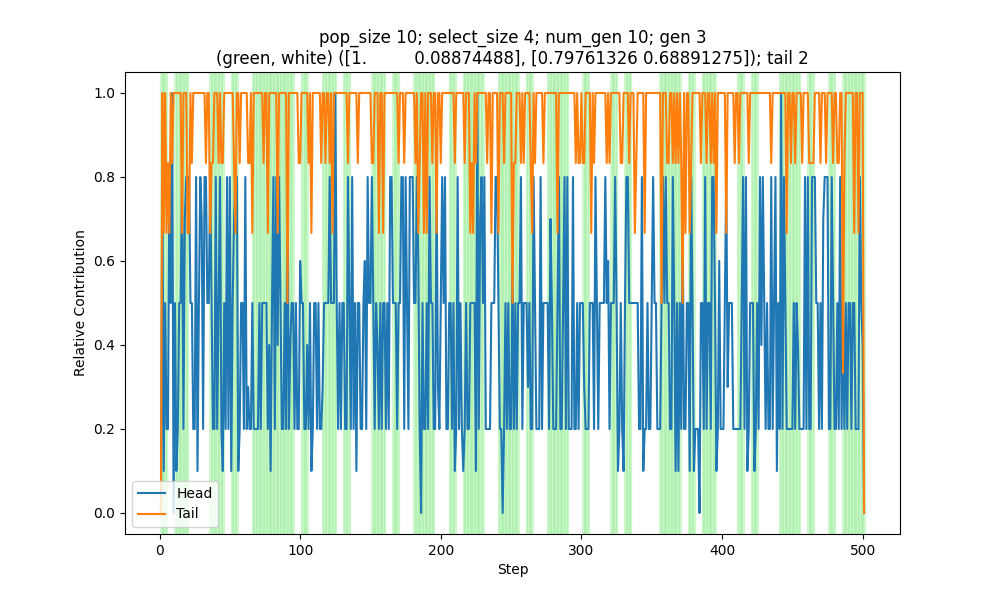 pop_size 10; select_size 4; num_gen 10; gen 3
(green, white) ([1.         0.08874488], [0.79761326 0.68891275]); tail 2
1.0
0.8
0.6
0.4
0.2
0.0
Relative Contribution
Head
Tail
0
100
200
300
400
500
Step